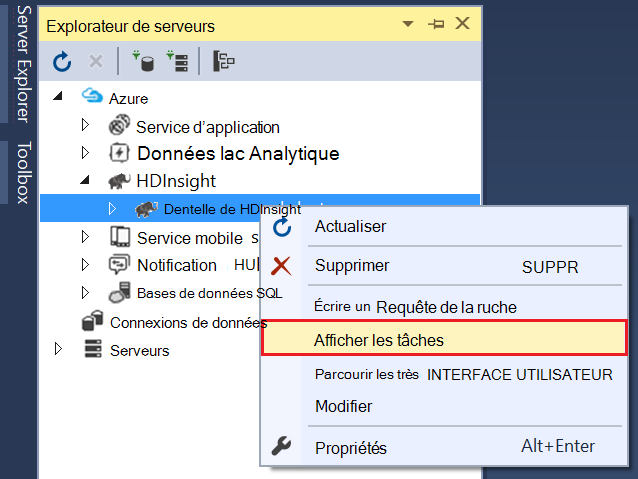 Server Explorer
Toolbox
Explorateur de serveurs
Azure
Service d'application
Données lac Analytique
HDInsight
Dentelle de HDInsight
Service mobile s
Notification HU
Bases de données SQL
Connexions de données
Serveurs
Actualiser
Supprimer SUPPR
Écrire un Requête de la ruche
Afficher les tâches
Parcourir les très INTERFACE UTILISATEUR
Modifier
Propriétés Alt+Enter